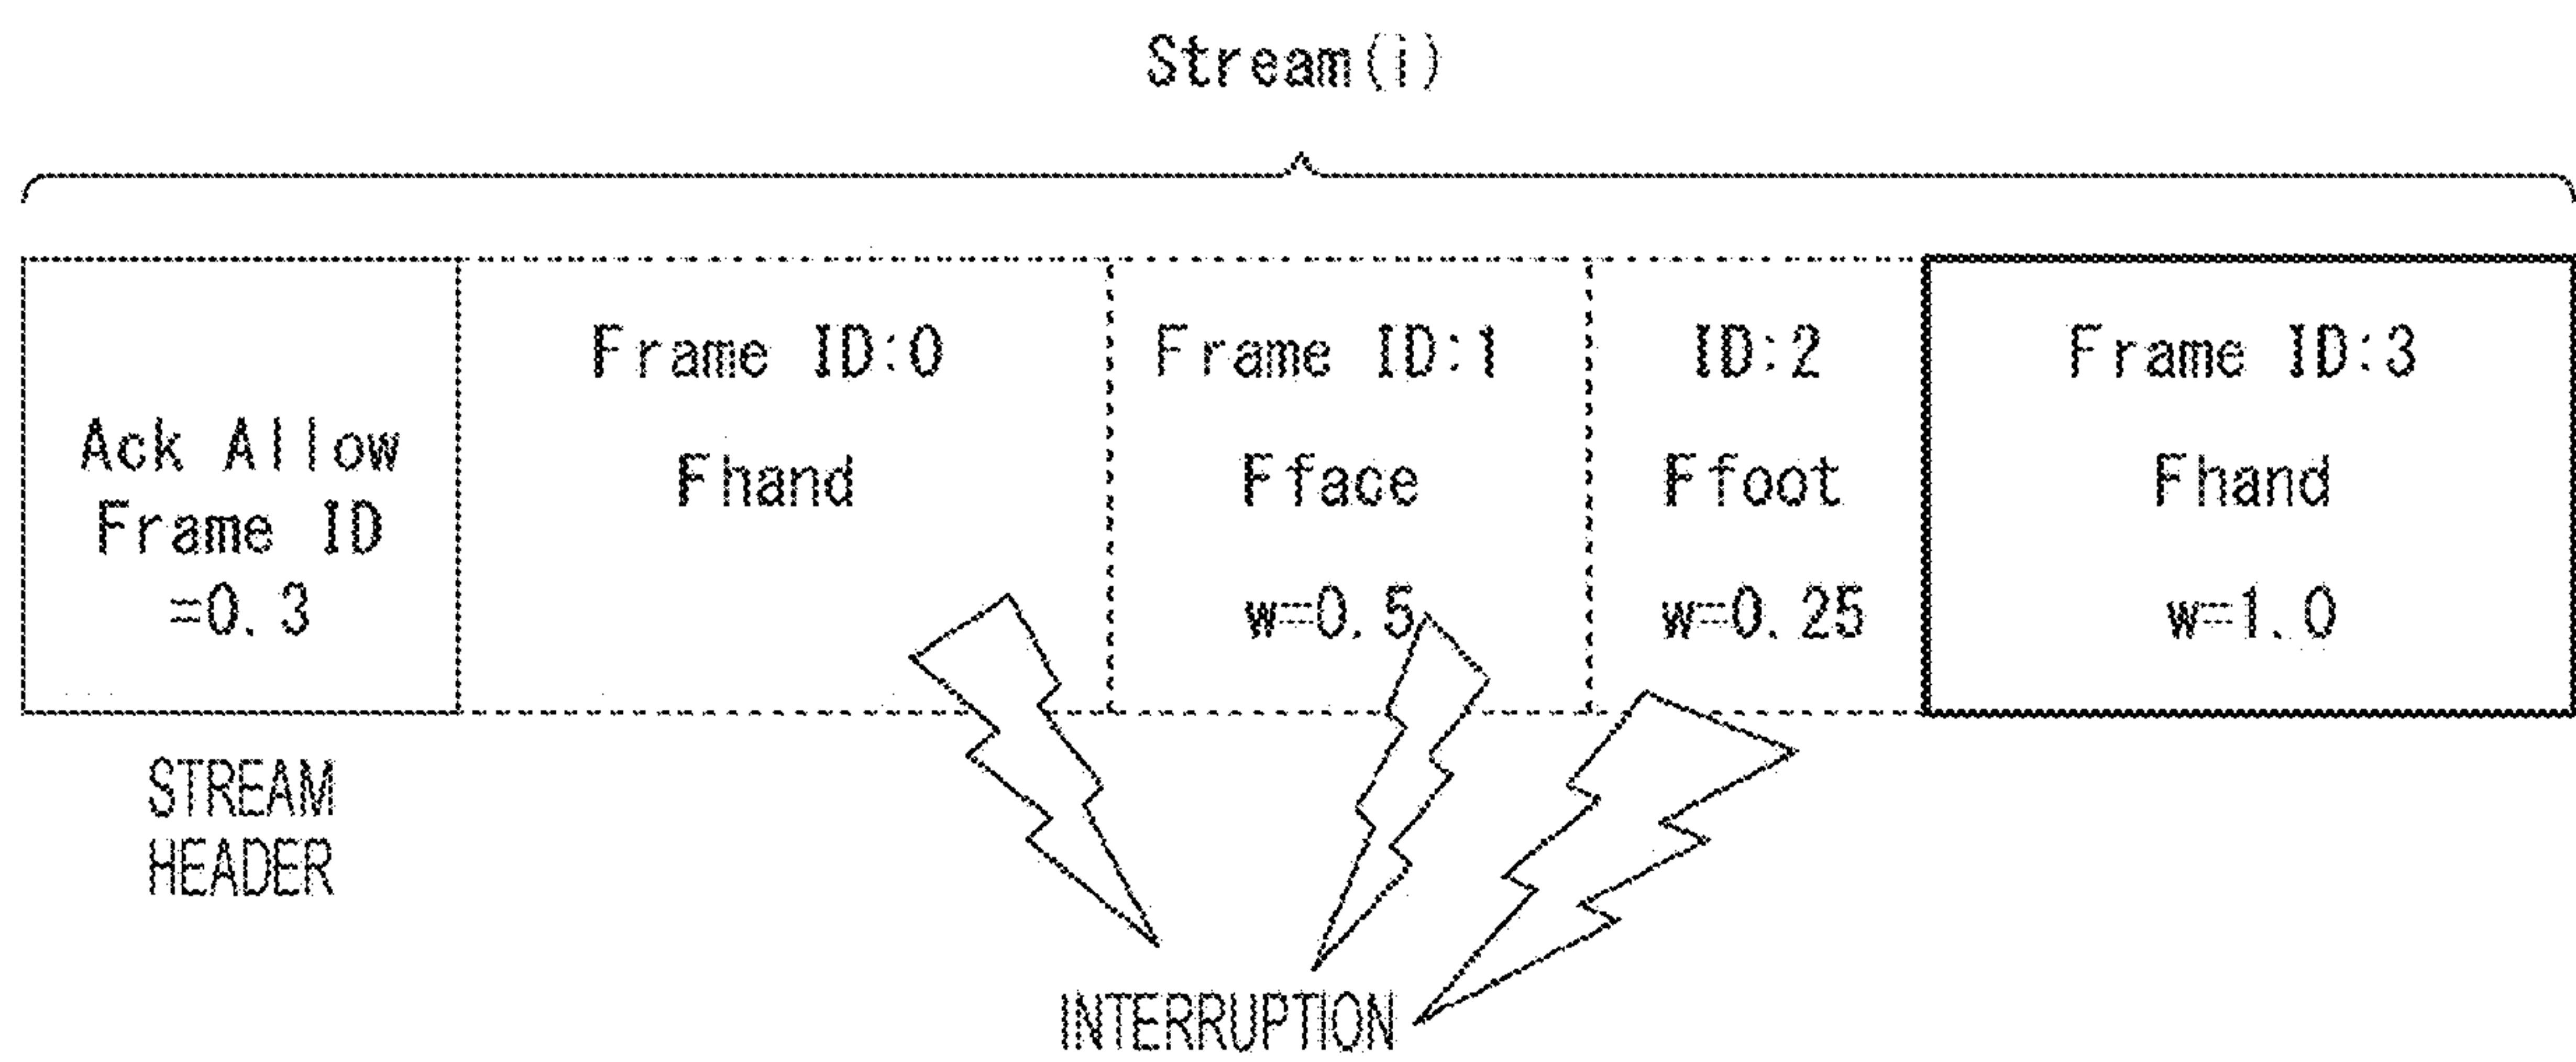 Stream(i)
Ack Allow
Frame ID
=0.3
Frame ID:0
Fhand
Frame ID:1
Fface
w=0.5
ID:2
Ffoot
w=0.25
Frame ID:3
Fhand
w=1.0
STREAM
HEADER
INTERRUPTION